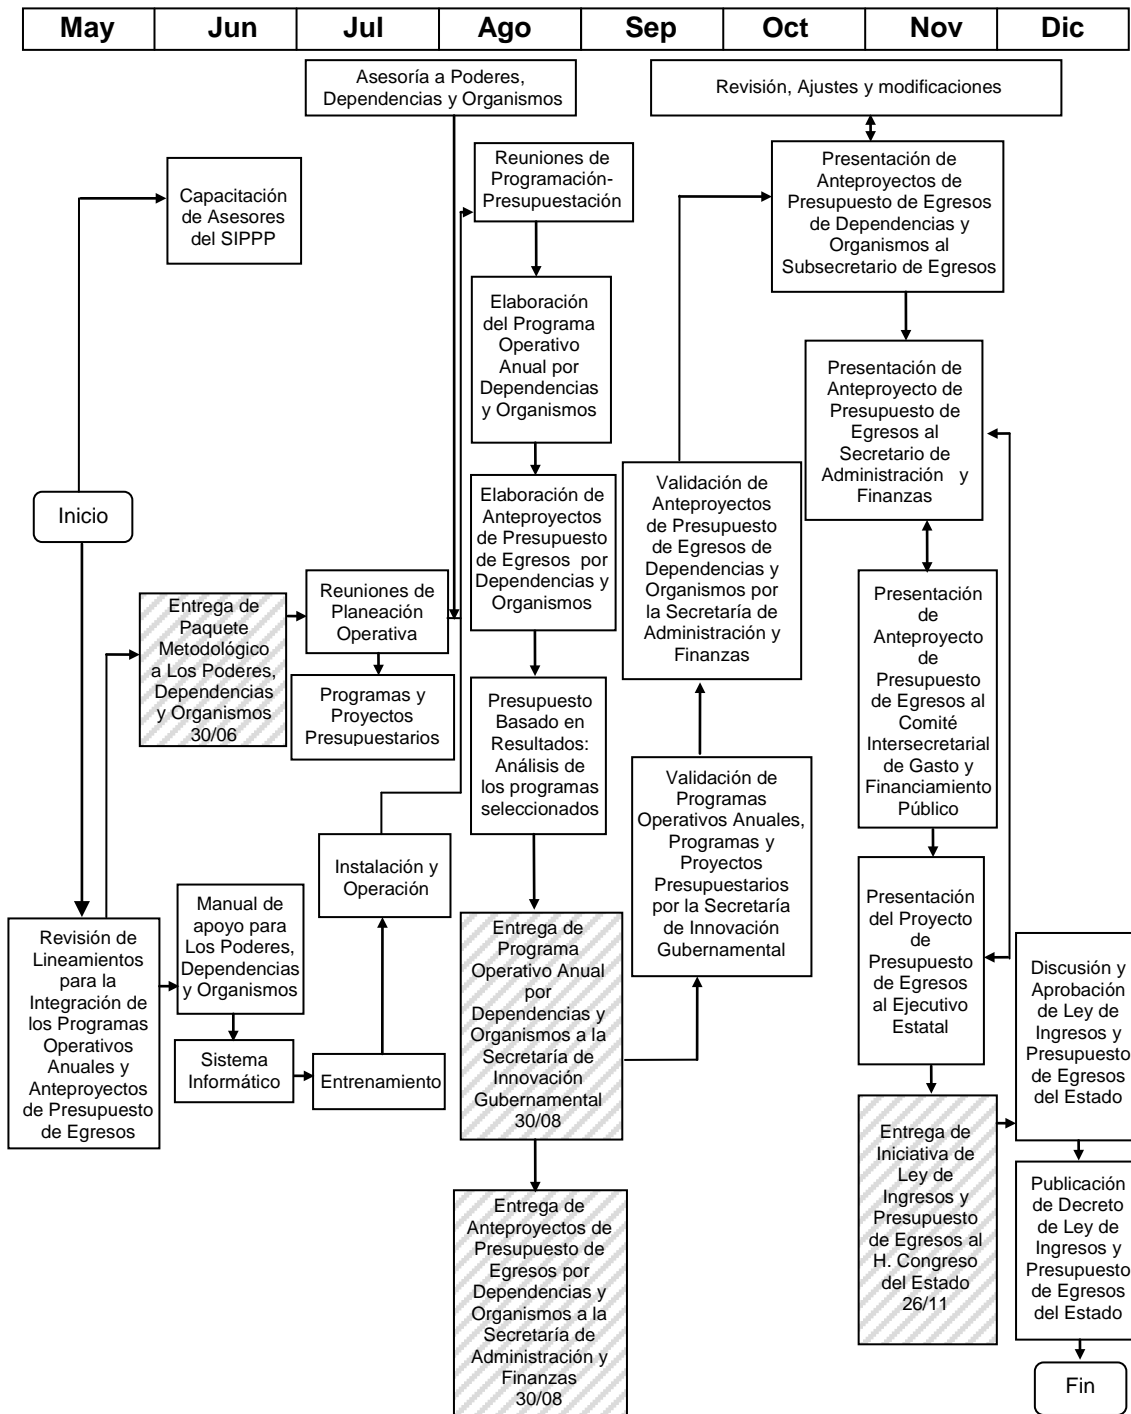 May Jun Jul Ago Sep Oct Nov Dic
Asesoría a Poderes,
Dependencias y Organismos
Revisión, Ajustes y modificaciones
Capacitación
de Asesores
del SIPPP
Reuniones de
Programación-
Presupuestación
Presentación de
Anteproyectos de
Presupuesto de Egresos
de Dependencias y
Organismos al
Subsecretario de Egresos
Elaboración
del Programa
Operativo
Anual por
Dependencias
y Organismos
Presentación de
Anteproyecto de
Presupuesto de
Egresos al
Secretario de
Administración y
Finanzas
Inicio
Elaboración de
Anteproyectos
de Presupuesto
de Egresos por
Dependencias y
Organismos
Validación de
Anteproyectos
de Presupuesto
de Egresos de
Dependencias y
Organismos por
la Secretaría de
Administración y
Finanzas
Entrega de
Paquete
Metodológico
a Los Poderes,
Dependencias
y Organismos
30/06
Reuniones de
Planeación
Operativa
Programas y
Proyectos
Presupuestarios
Presentación
de
Anteproyecto
de
Presupuesto
de Egresos al
Comité
Intersecretarial
de Gasto y
Financiamiento
Público
Presupuesto
Basado en
Resultados:
Análisis de
los programas
seleccionados
Validación de
Programas
Operativos Anuales,
Programas y
Proyectos
Presupuestarios
por la Secretaría
de Innovación
Gubernamental
Instalación y
Operación
Revisión de
Lineamientos
para la
Integración de
los Programas
Operativos
Anuales y
Anteproyectos
de Presupuesto
de Egresos
Manual de
apoyo para
Los Poderes,
Dependencias
y Organismos
Sistema
Informático
Entrenamiento
Entrega de
Programa
Operativo Anual
por
Dependencias y
Organismos a la
Secretaría de
Innovación
Gubernamental
30/08
Presentación
del Proyecto
de
Presupuesto
de Egresos
al Ejecutivo
Estatal
Discusión y
Aprobación
de Ley de
Ingresos y
Presupuesto
de Egresos
del Estado
Entrega de
Iniciativa de
Ley de
Ingresos y
Presupuesto
de Egresos al
H. Congreso
del Estado
26/11
Publicación
de Decreto
de Ley de
Ingresos y
Presupuesto
de Egresos
del Estado
Entrega de
Anteproyectos de
Presupuesto de
Egresos por
Dependencias y
Organismos a la
Secretaría de
Administración y
Finanzas
30/08
Fin